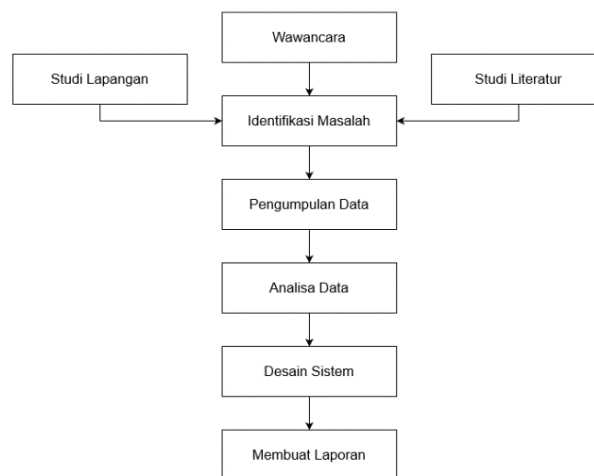 Wawancara
Studi Lapangan
Studi Literatur
Identifikasi Masalah
Pengumpulan Data
Analisa Data
Desain Sistem
Membuat Laporan